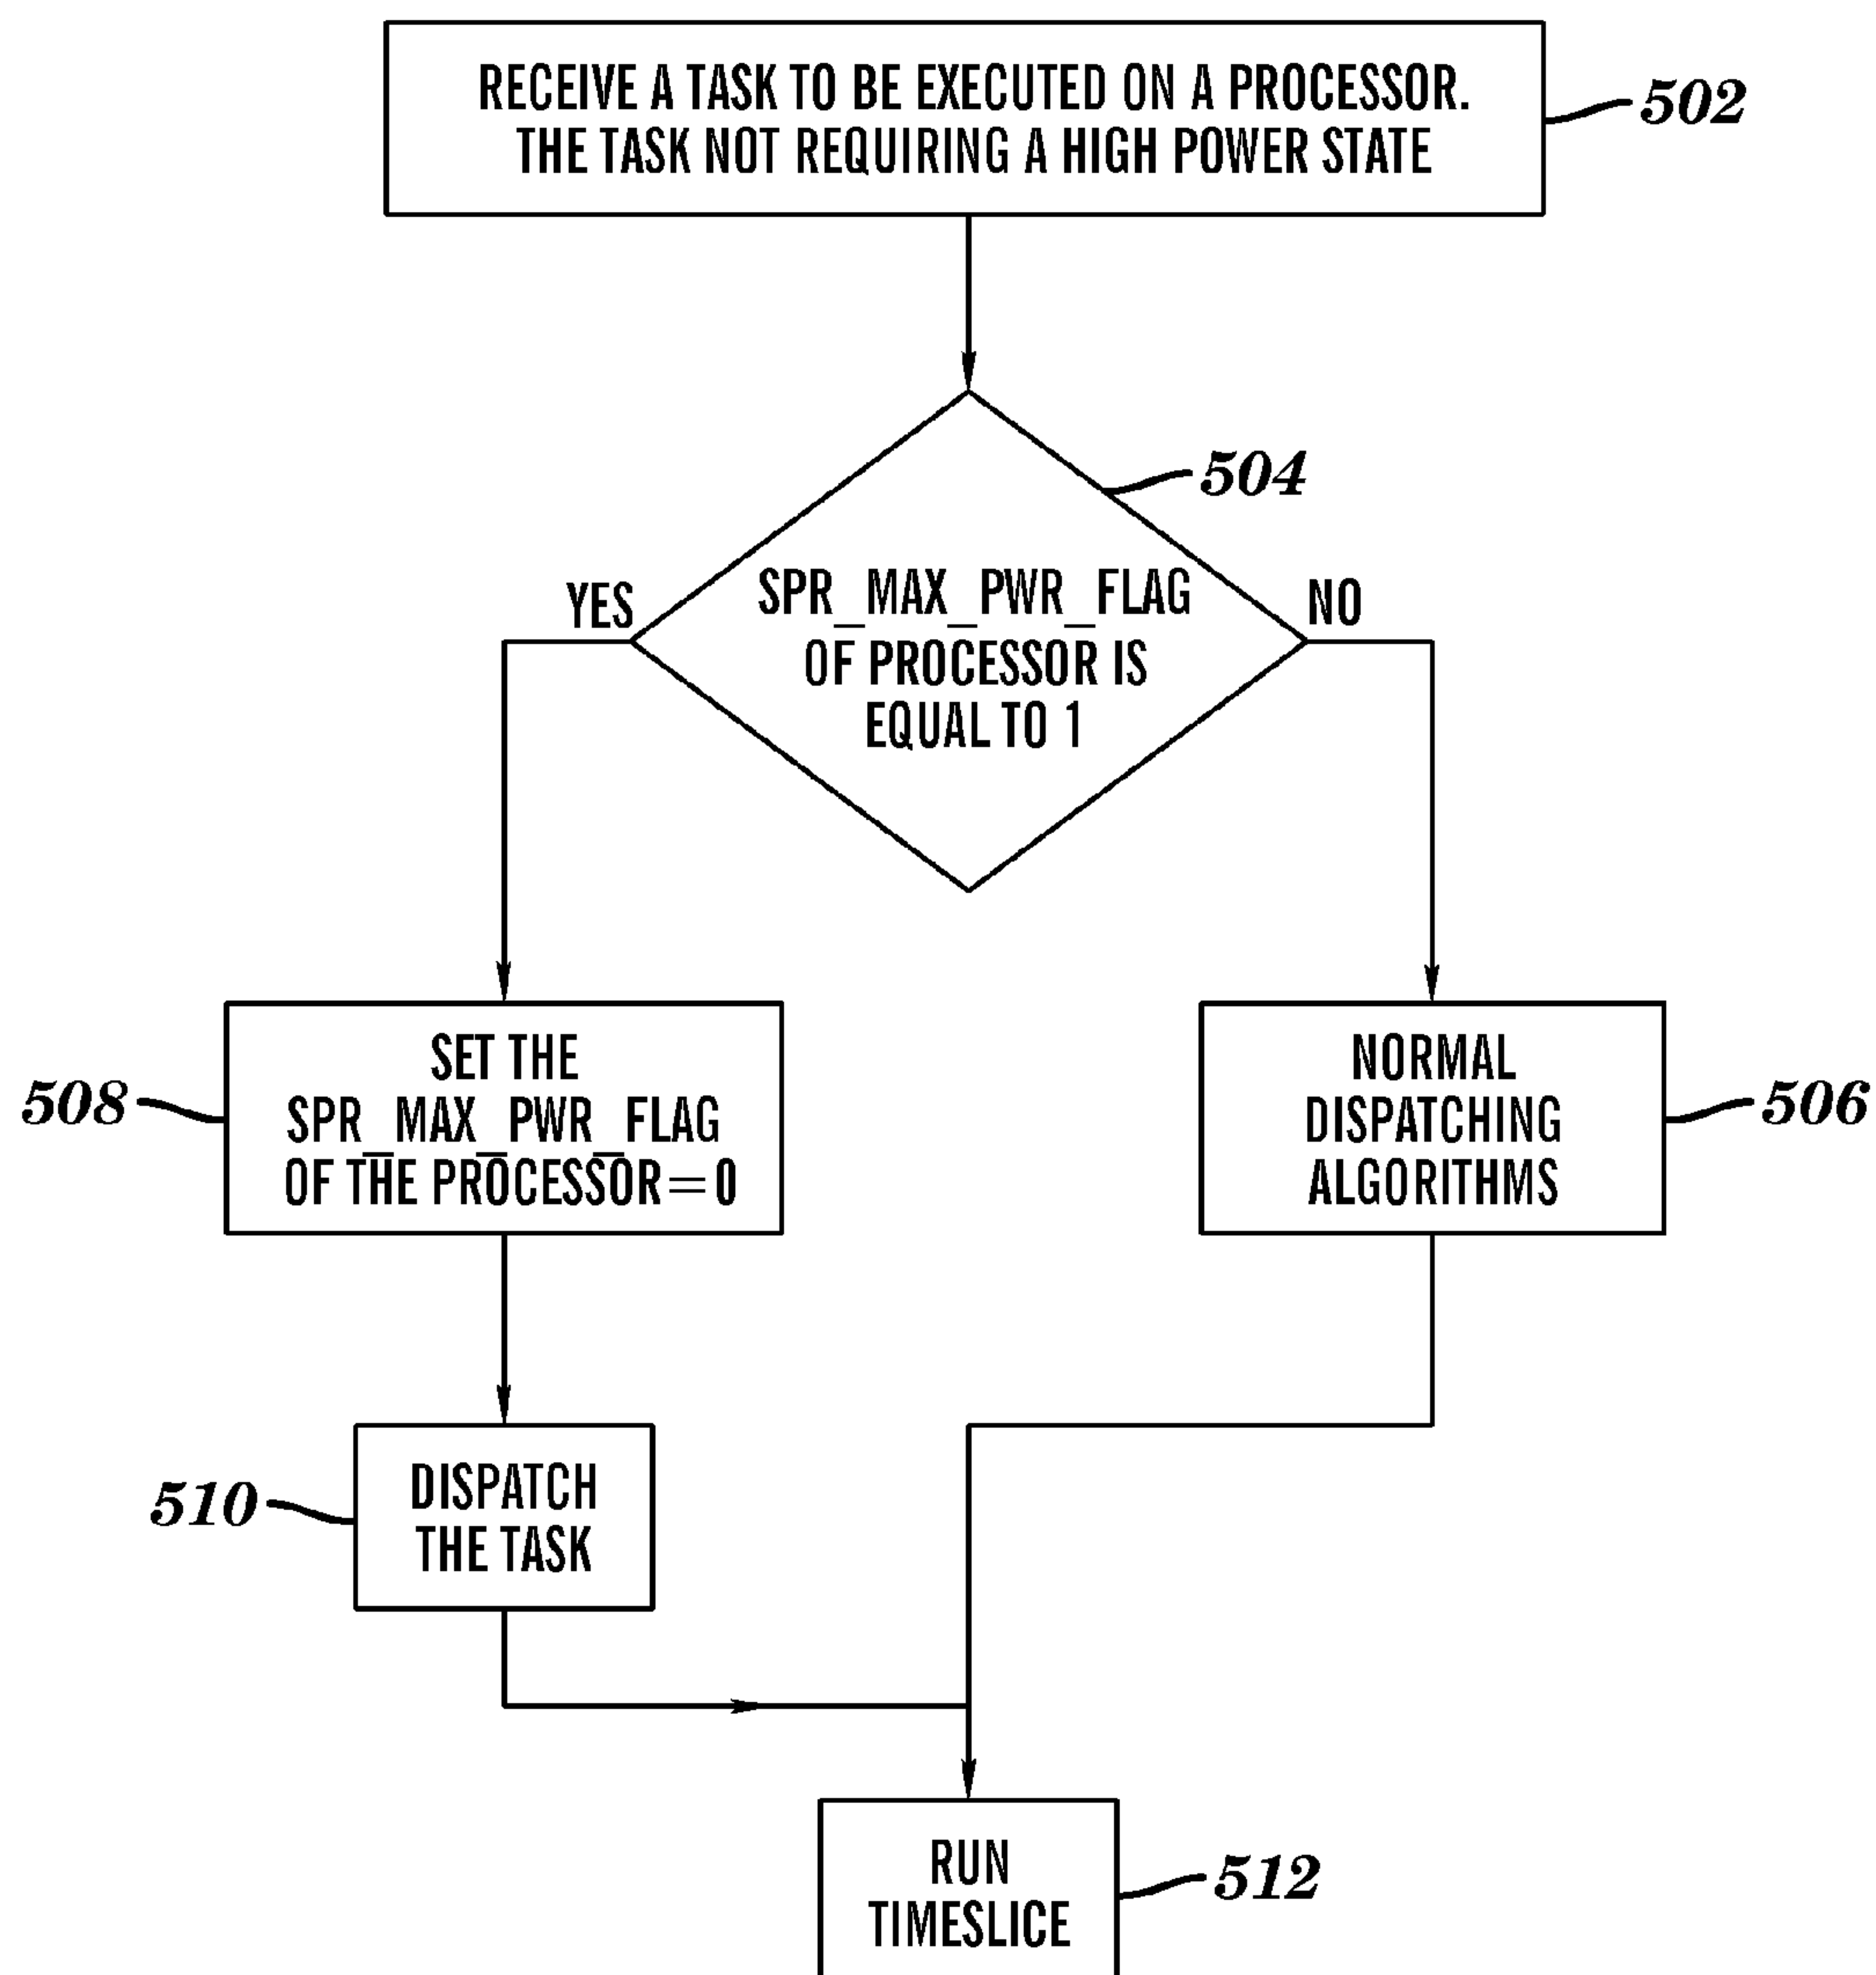 RECEIVE A TASK TO BE EXECUTED ON A PROCESSOR.
THE TASK NOT REQUIRING A HIGH POWER STATE
502
504
YES
SPR_MAX_PWR_FLAG
OF PROCESSOR IS
EQUAL TO 1
NO
SET THE
SPR_MAX_PWR_FLAG
OF THE PROCESSOR=0
508
NORMAL
DISPATCHING
ALGORITHMS
506
DISPATCH
THE TASK
510
RUN
TIMESLICE
512